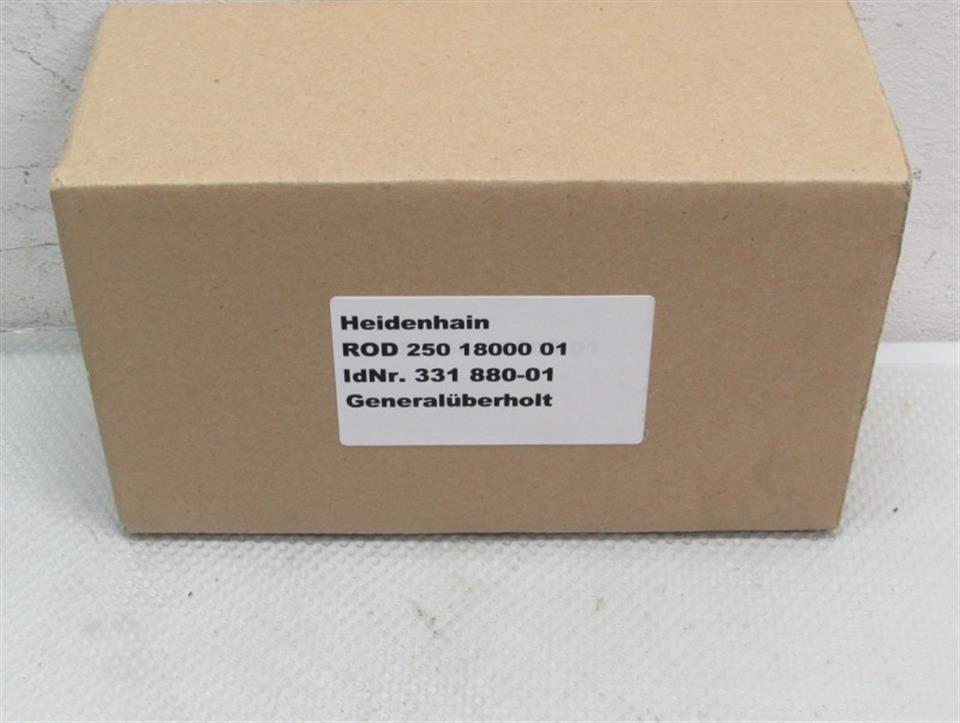 Heidenhain
ROD 250 18000 01
IdNr. 331 880-01
Generalüberholt